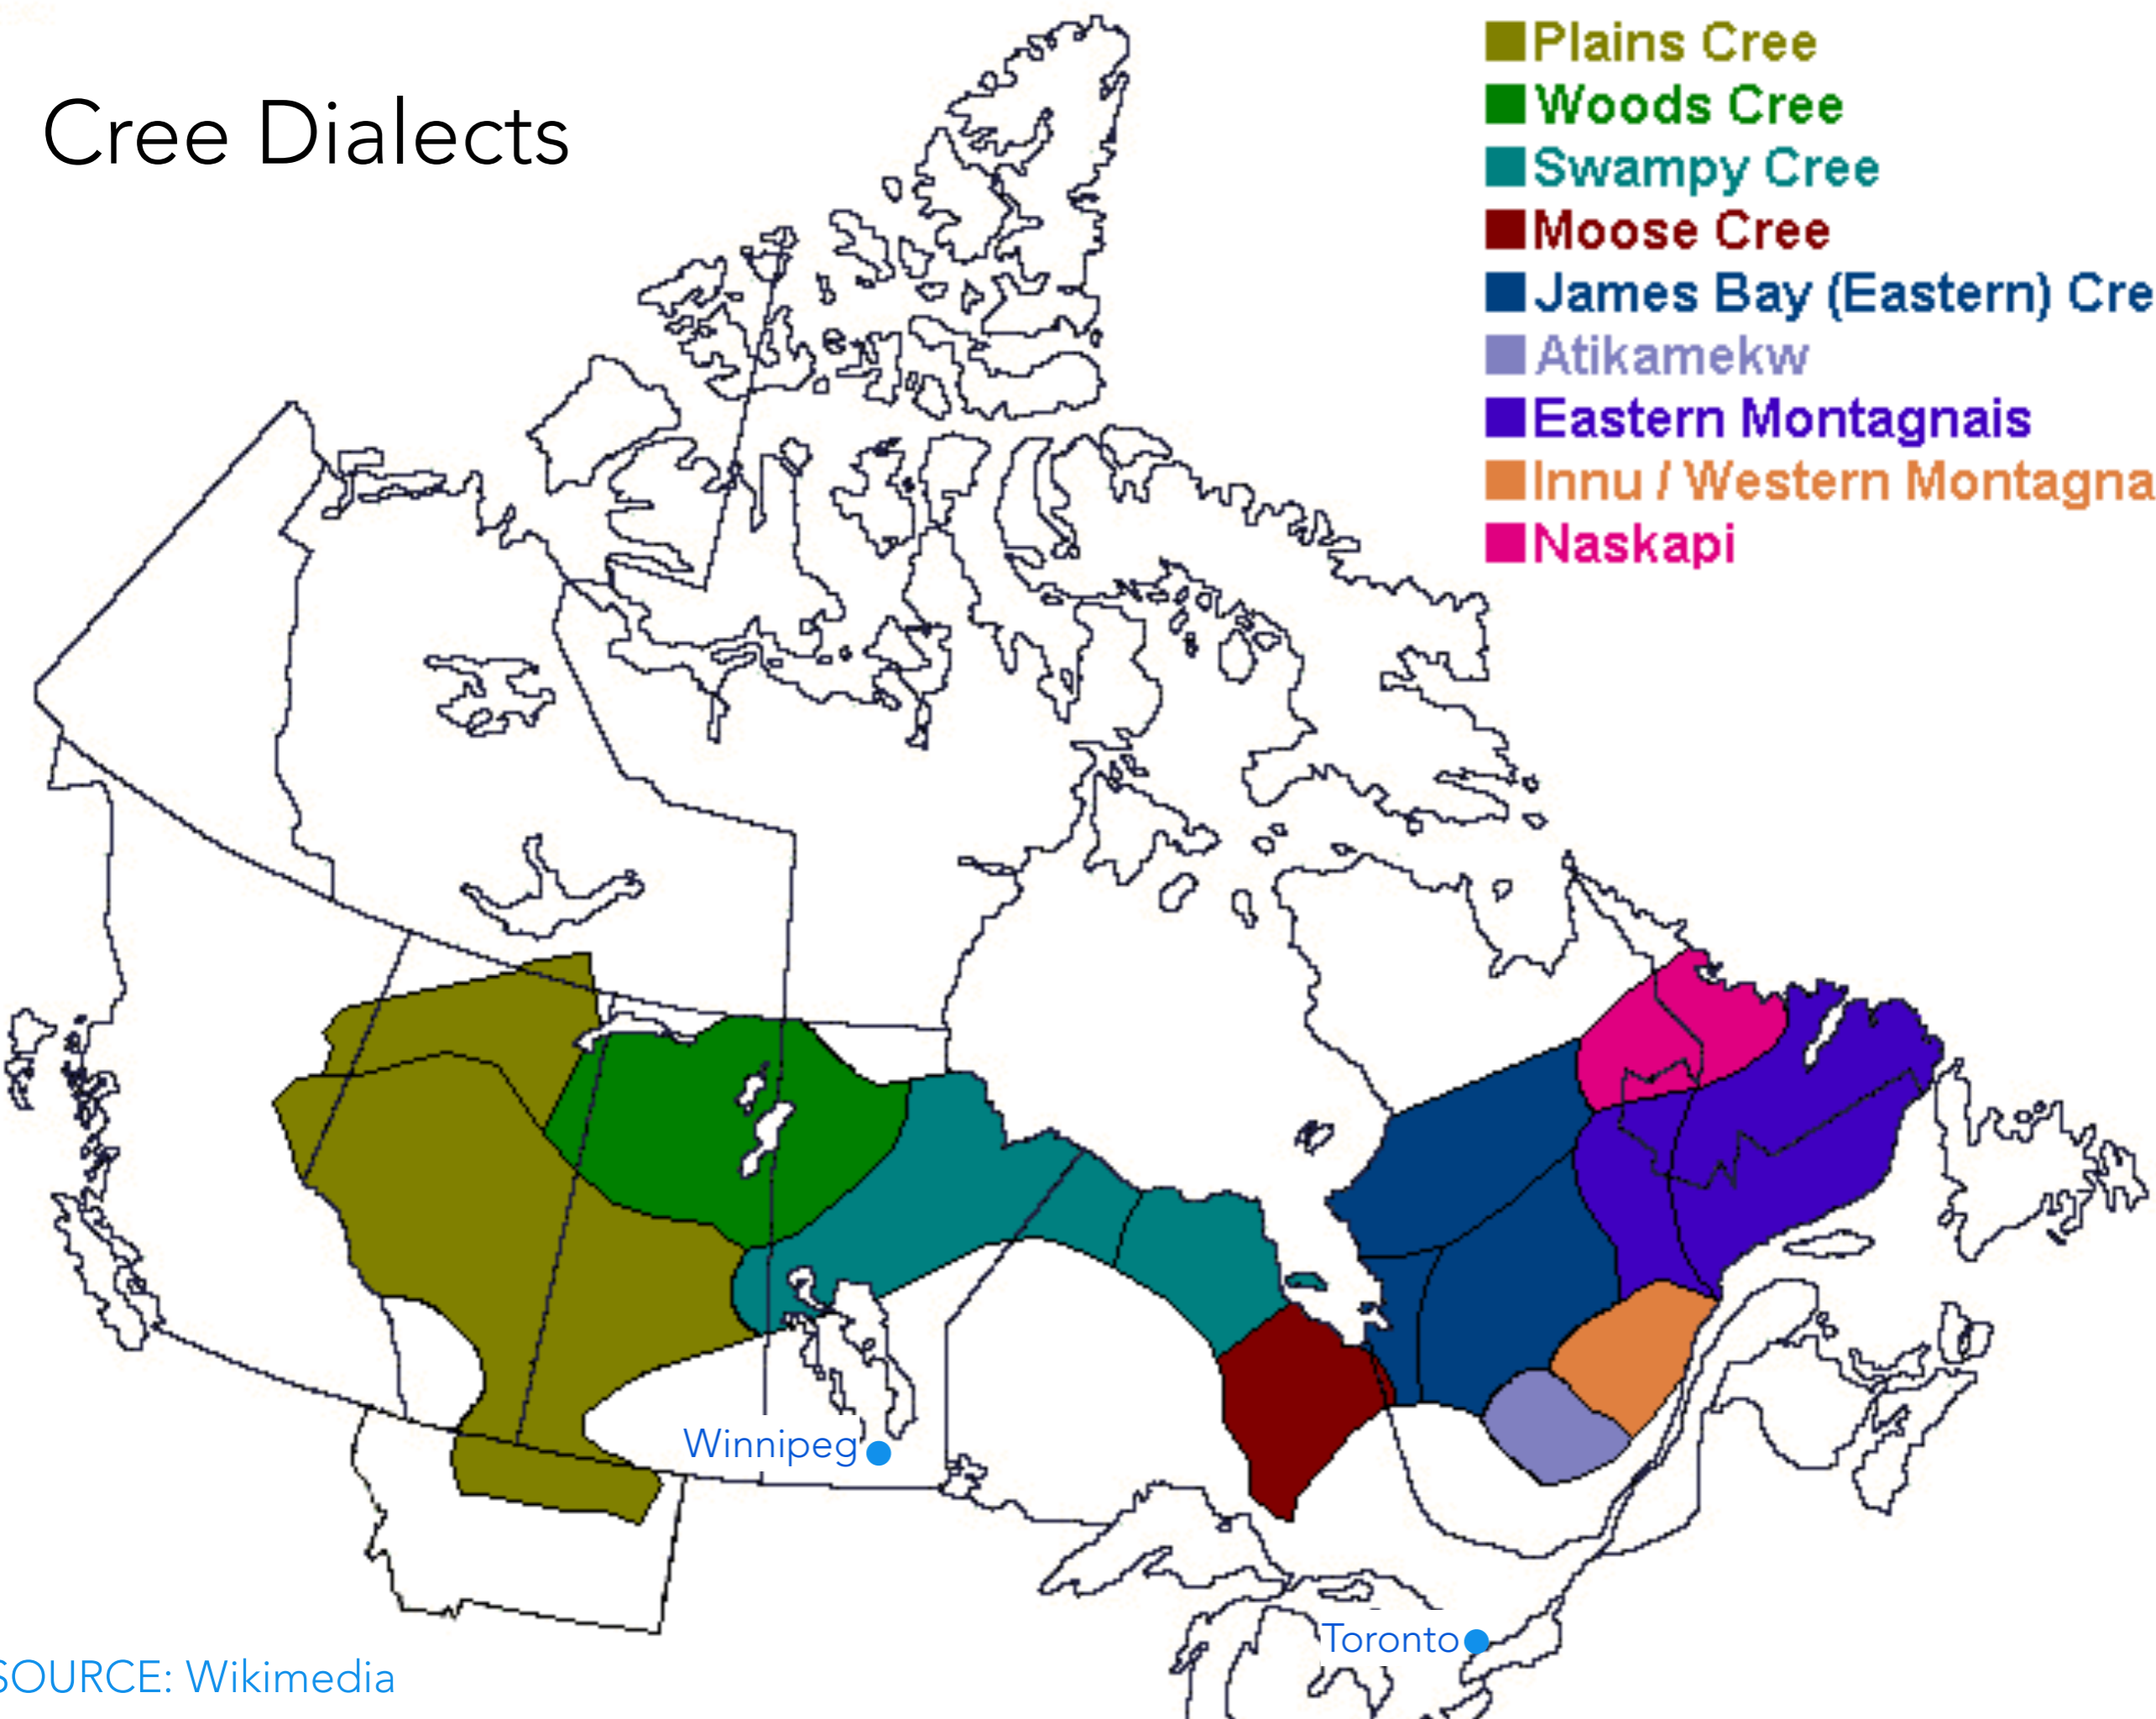 Cree Dialects
Plains Cree
Woods Cree
Swampy Cree
Moose Cree
James Bay (Eastern) Cre
Atikamekw
Eastern Montagnais
Innu / Western Montagna
Naskapi
Winnipeg
Toronto
SOURCE: Wikimedia